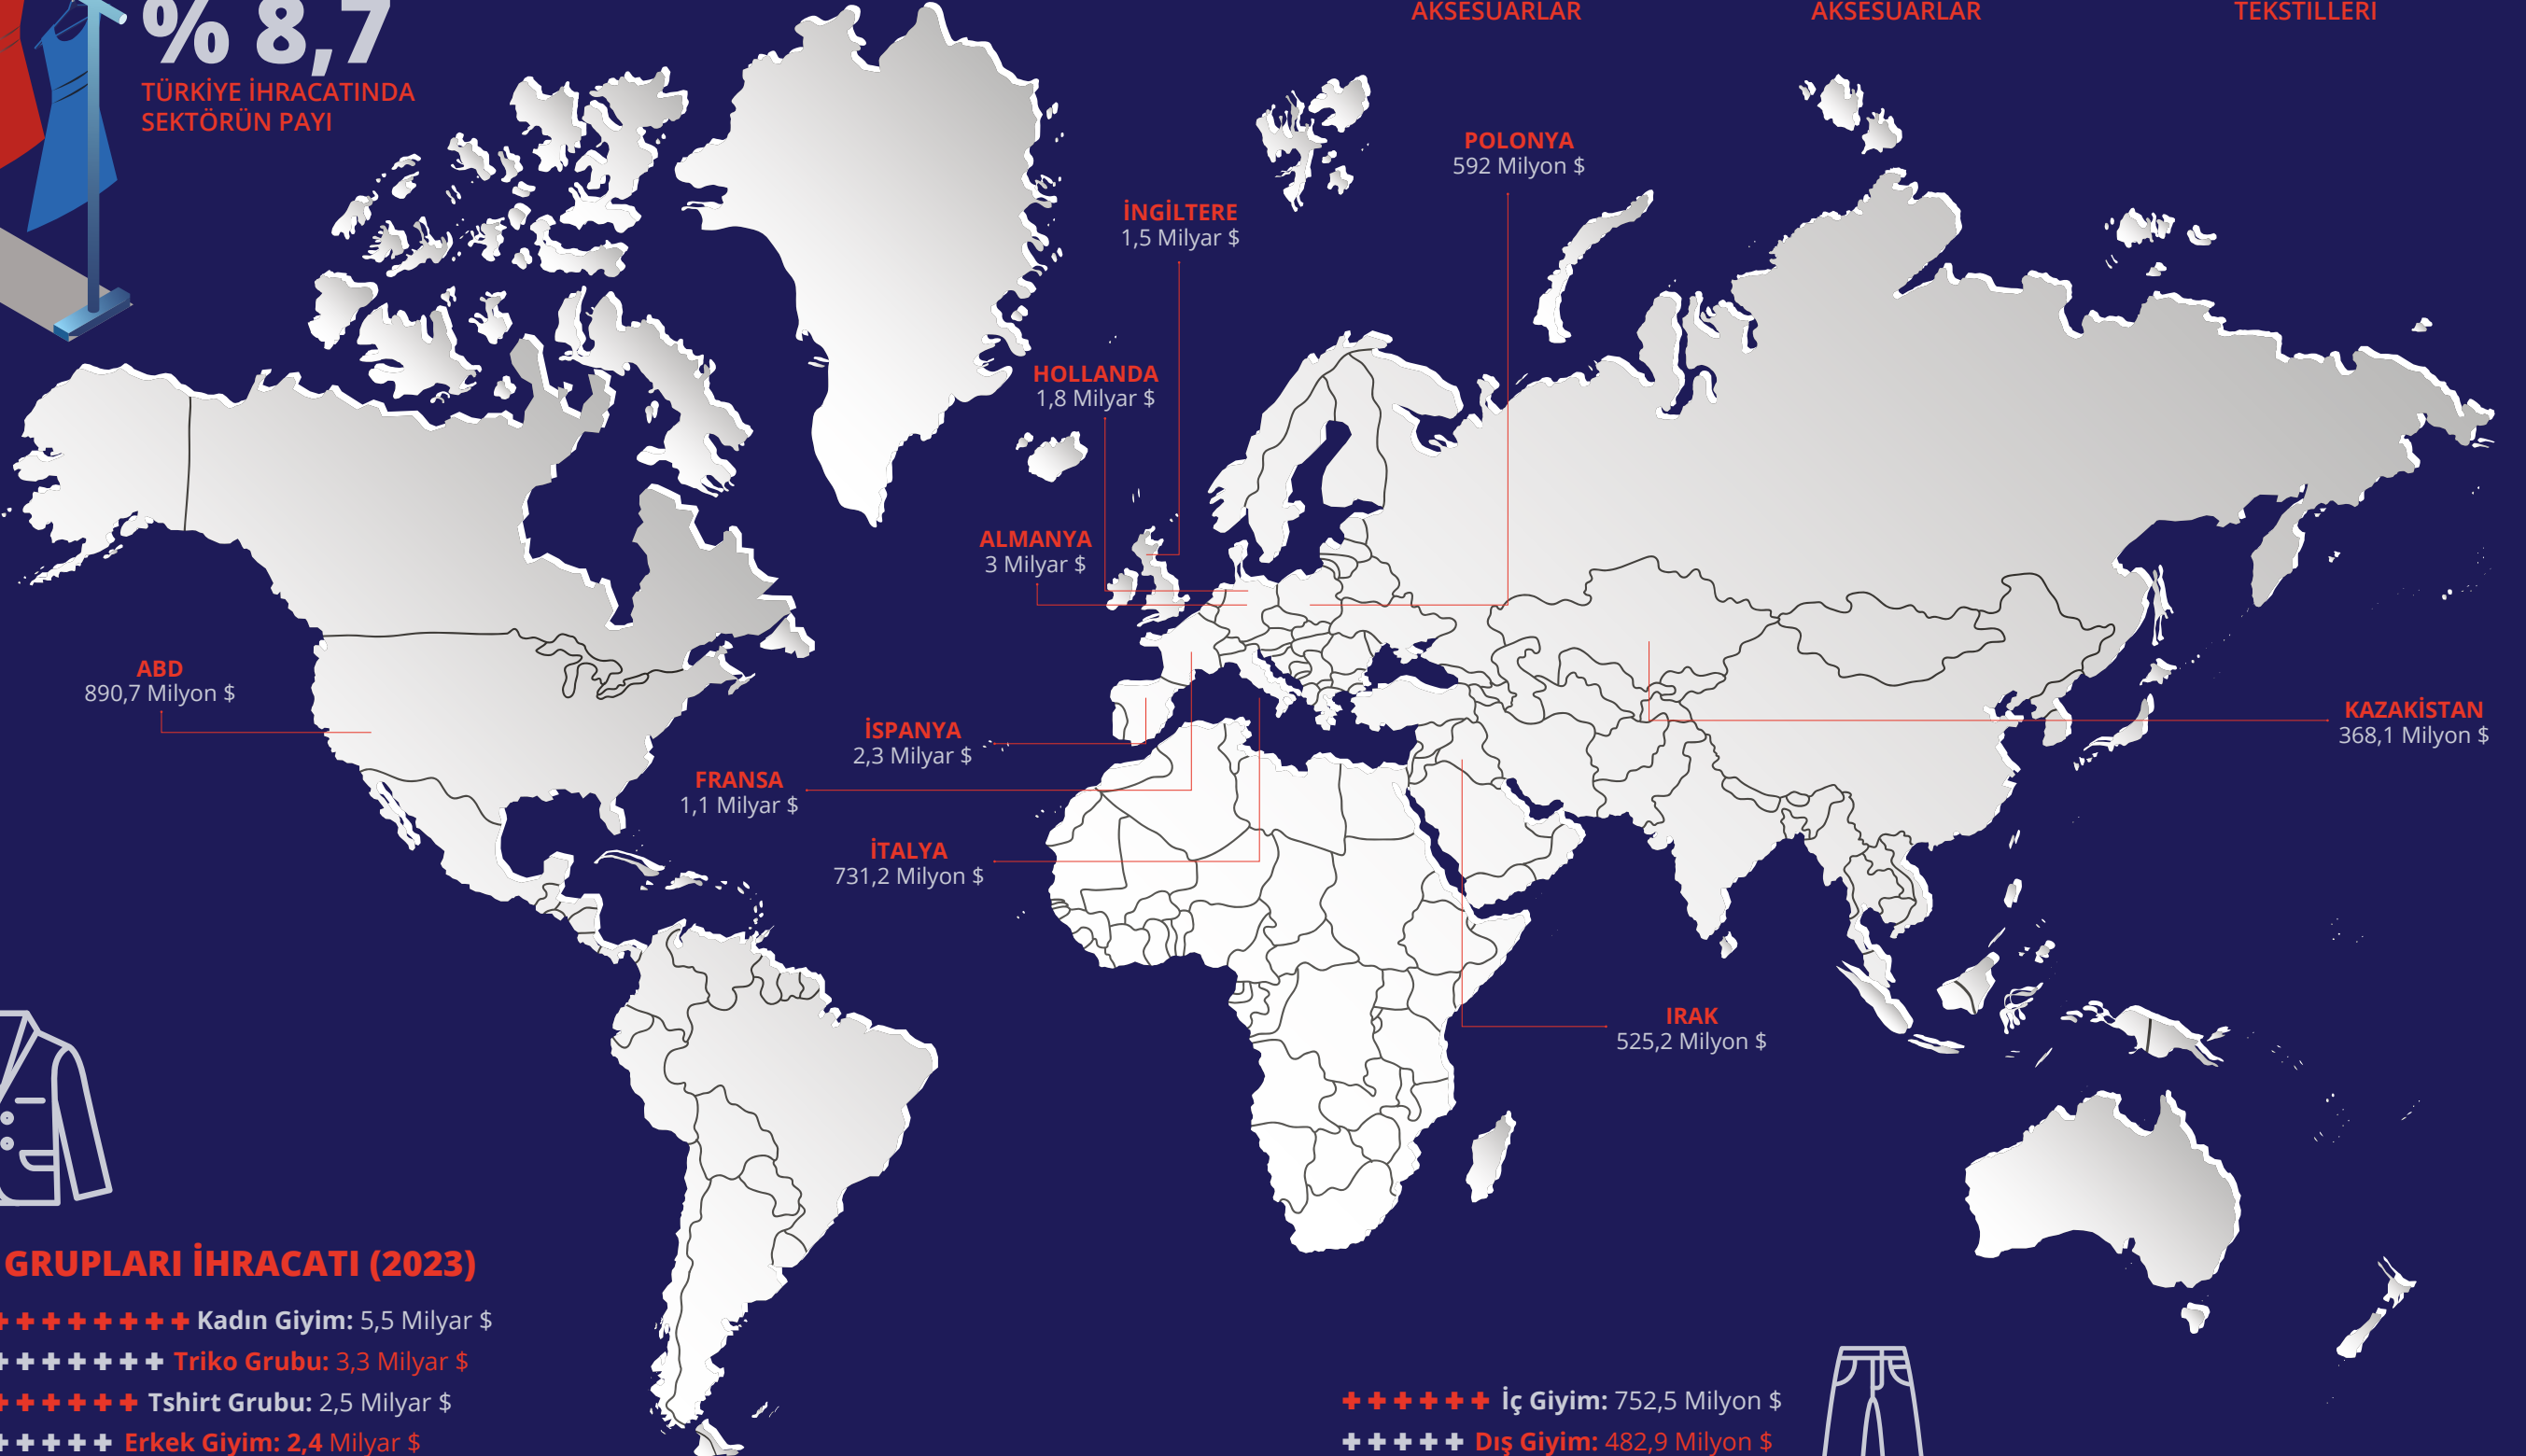 % 8,7
TÜRKİYE İHRACATINDA
SEKTÖRÜN PAYI
AKSESUARLAR
AKSESUARLAR
TEKSTİLLERİ
POLONYA
592 Milyon $
İNGİLTERE
1,5 Milyar $
HOLLANDA
1,8 Milyar $
ALMANYA
3 Milyar $
ABD
890,7 Milyon $
İSPANYA
2,3 Milyar $
FRANSA
1,1 Milyar $
İTALYA
731,2 Milyon $
KAZAKİSTAN
368,1 Milyon $
IRAK
525,2 Milyon $
GRUPLARI İHRACATI (2023)
Kadın Giyim: 5,5 Milyar $
Triko Grubu: 3,3 Milyar $
Tshirt Grubu: 2,5 Milyar $
Erkek Giyim: 2,4 Milyar $
İç Giyim: 752,5 Milyon $
Dış Giyim: 482,9 Milyon $